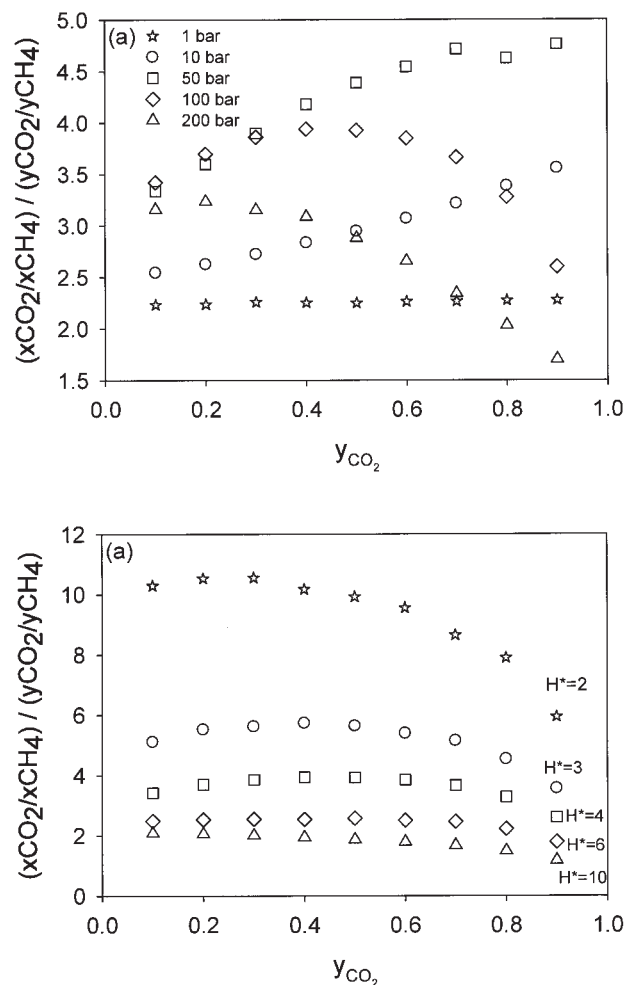 (a)
1 bar
10 bar
50 bar
100 bar
200 bar
5.0
4.5
4.0
3.5
3.0
2.5
2.0
1.5
(xCO2/xCH4) / (yCO2/yCH4)
0.0 0.2 0.4 0.6 0.8 1.0
yCO2
(a)
12
10
8
6
4
2
0
(xCO2/xCH4) / (yCO2/yCH4)
H*=2
H*=3
H*=4
H*=6
H*=10
0.0 0.2 0.4 0.6 0.8 1.0
yCO2